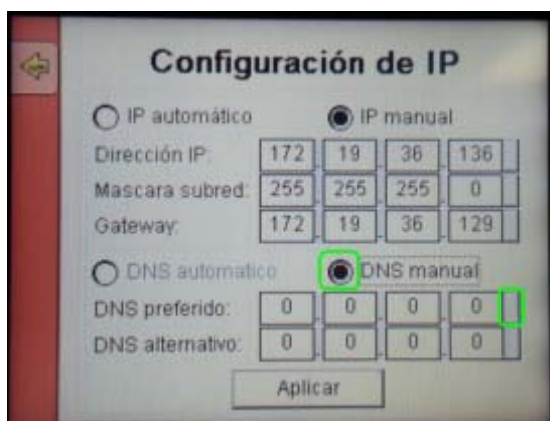 Configuración de IP
IP automático IP manual
Dirección IP: 172 . 19 . 36 . 136
Mascara subred: 255 . 255 . 255 . 0
Gateway: 172 . 19 . 36 . 129
DNS automatico DNS manual
DNS preferido: 0 . 0 . 0 . 0
DNS alternativo: 0 . 0 . 0 . 0
Aplicar